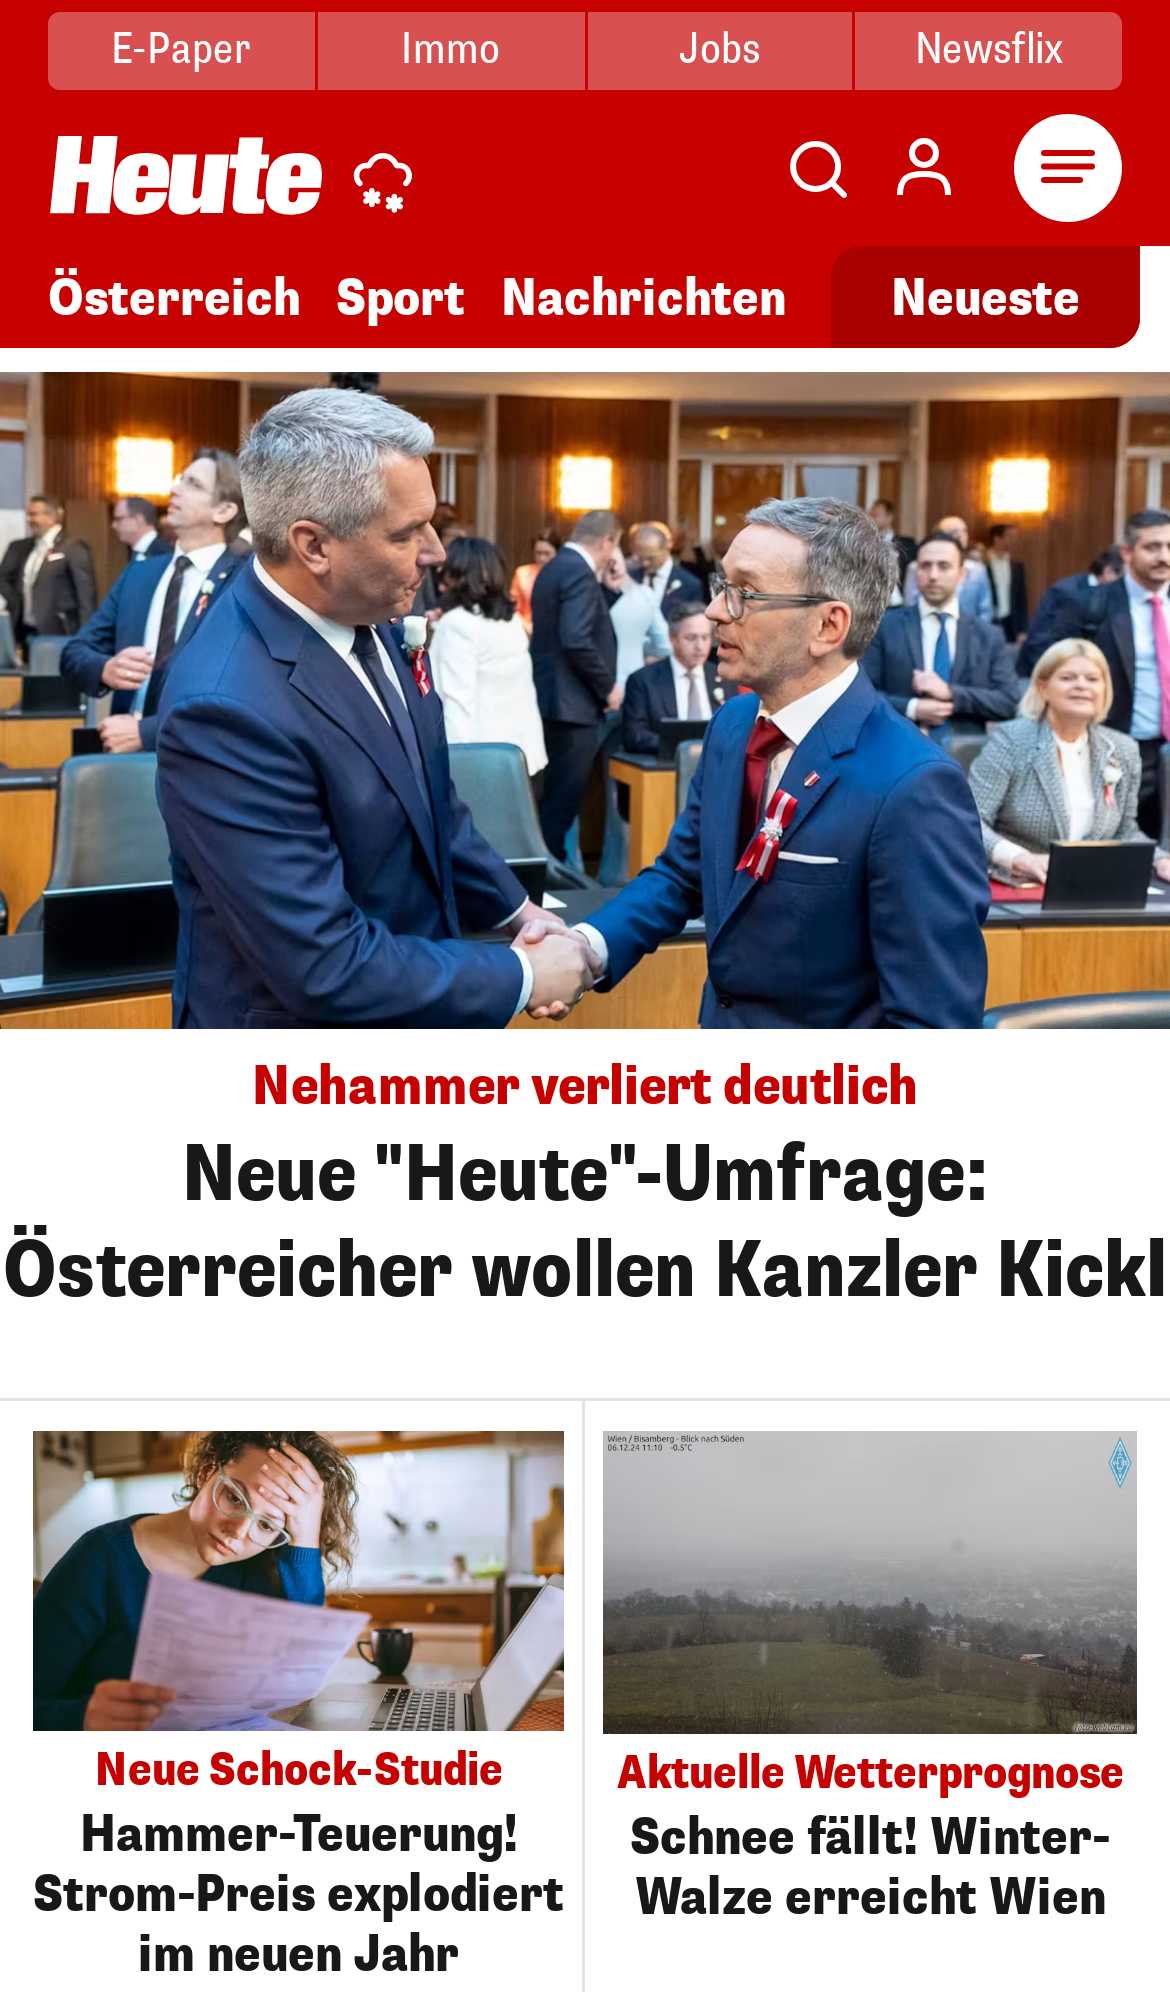 E-Paper
Immo
Jobs
Newsflix
Heute
Österreich
Sport
Nachrichten
Neueste
Nehammer verliert deutlich
Neue "Heute"-Umfrage:
Österreicher wollen Kanzler Kickl
Neue Schock-Studie
Hammer-Teuerung!
Strom-Preis explodiert
im neuen Jahr
Wien / Bisamberg - Blick nach Süden
06.12.24 11:10 -0.5°C
Aktuelle Wetterprognose
Schnee fällt! Winter-
Walze erreicht Wien